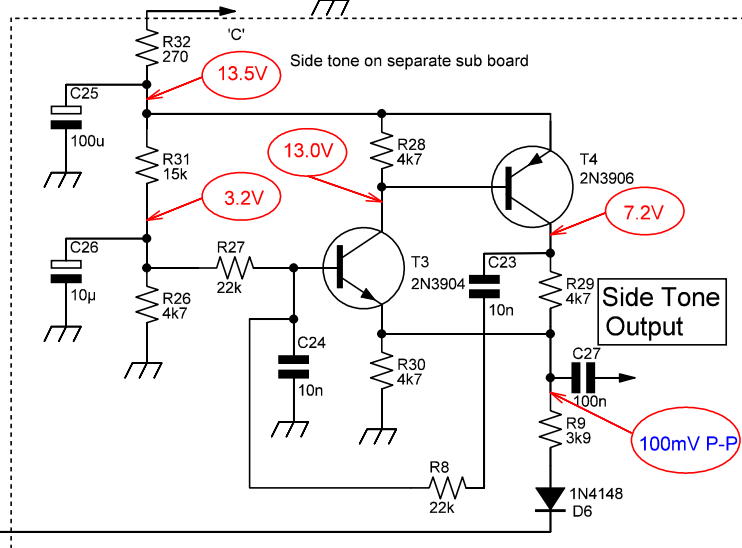 'C'
R32
270
Side tone on separate sub board
13.5V
C25
100u
R31
15k
R28
4k7
13.0V
T4
2N3906
3.2V
7.2V
C26
10µ
R27
22k
T3
2N3904
C23
10n
R29
4k7
Side Tone
Output
R26
4k7
C24
10n
R30
4k7
C27
100n
R9
3k9
100mV P-P
R8
22k
1N4148
D6